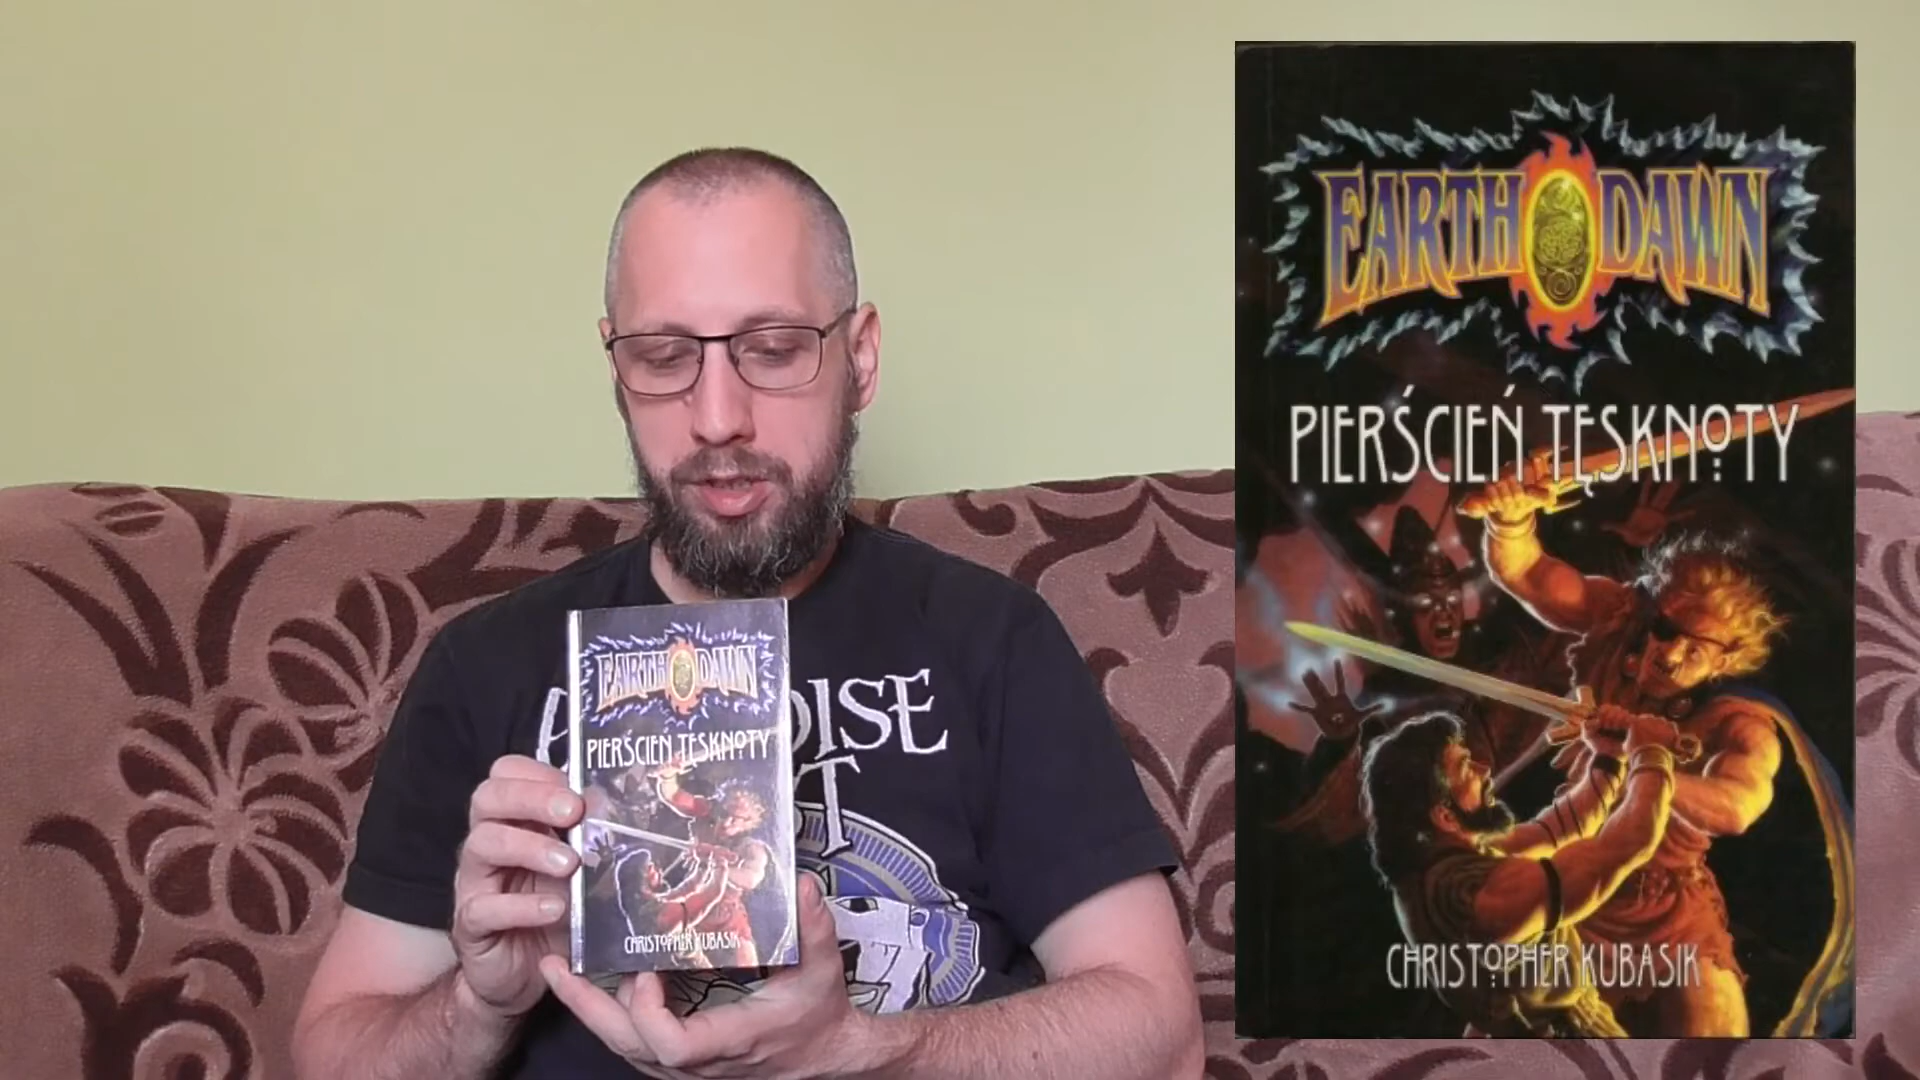 EARTHDAWN
PIERŚCIEŃ TĘSKNOTY
CHRISTOPHER KUBASIK
EARTHDAWN
PIERŚCIEŃ TĘSKNOTY
CHRISTOPHER KUBASIK